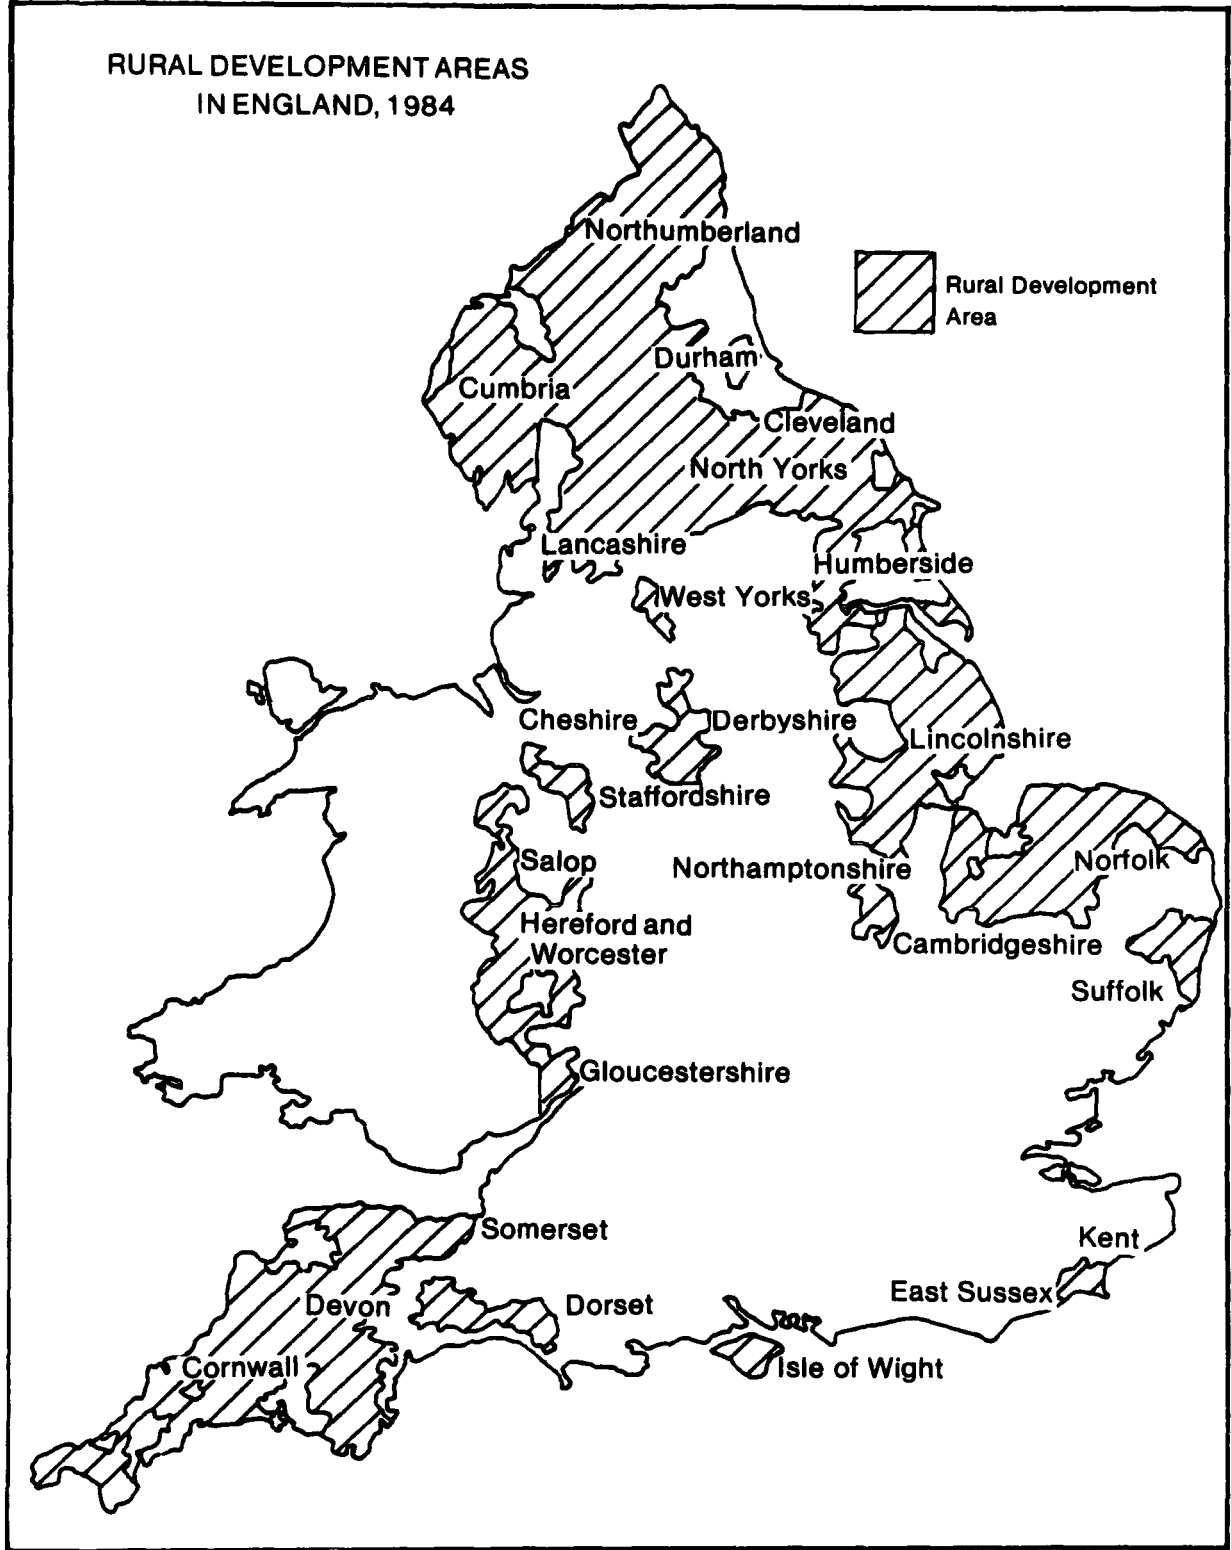 RURAL DEVELOPMENT AREAS
IN ENGLAND, 1984
Northumberland
Rural Development
Area
Durham
Cumbria
Cleveland
North Yorks
Lancashire
Humberside
West Yorks
Cheshire
Derbyshire
Lincolnshire
Staffordshire
Salop
Northamptonshire
Norfolk
Hereford and
Worcester
Cambridgeshire
Suffolk
Gloucestershire
Somerset
Kent
East Sussex
Devon
Dorset
Cornwall
Isle of Wight